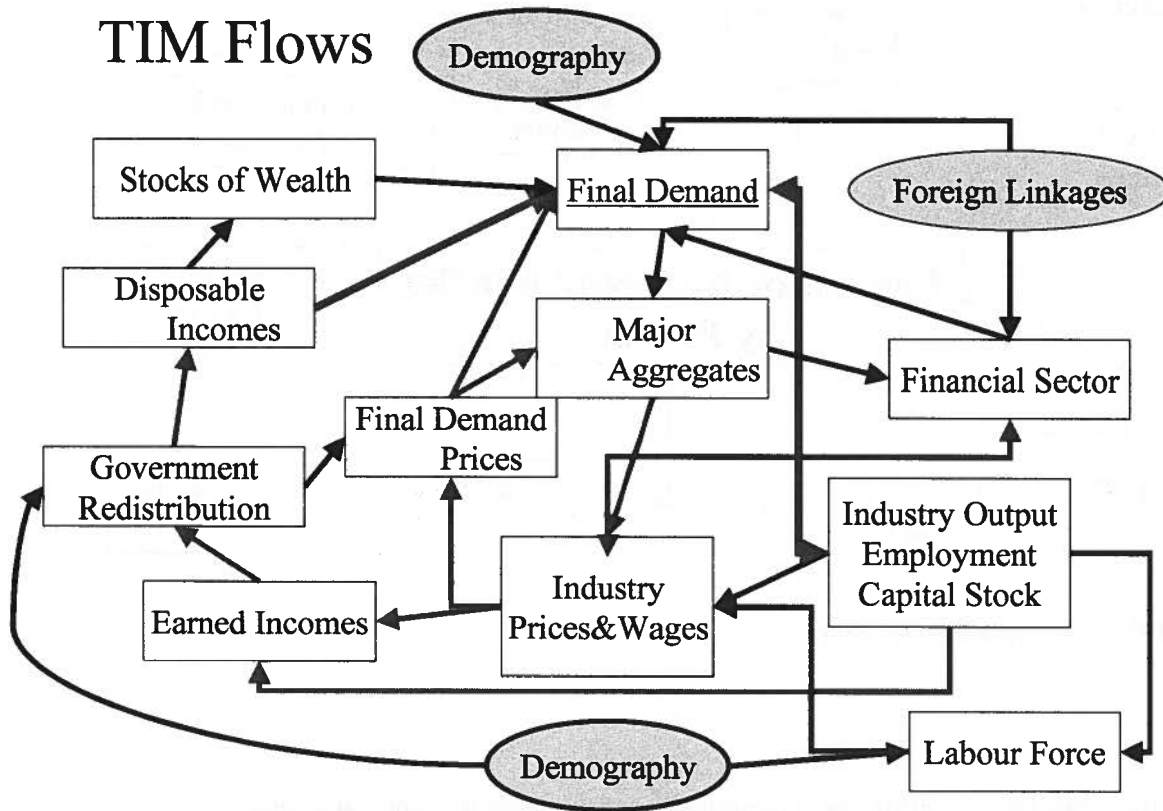 TIM Flows
Demography
Stocks of Wealth
Final Demand
Foreign Linkages
Disposable
Incomes
Major
Aggregates
Financial Sector
Final Demand
Prices
Government
Redistribution
Industry Output
Employment
Capital Stock
Industry
Prices&Wages
Earned Incomes
Labour Force
Demography